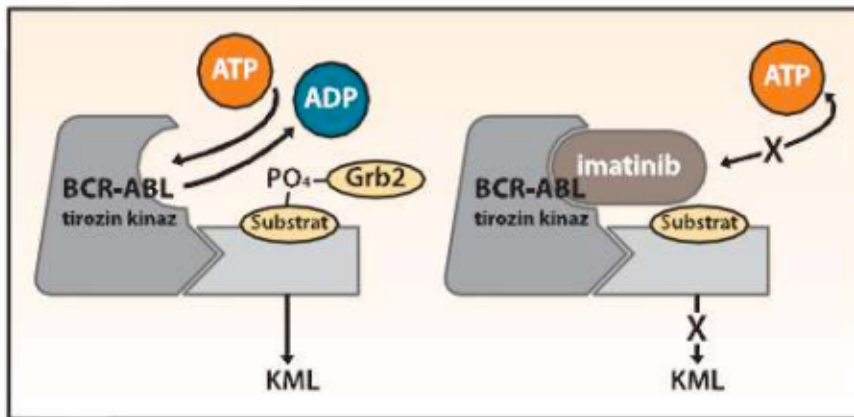 ATP
ADP
BCR-ABL
tirozin kinaz
PO₄
Grb2
Substrat
KML
ATP
X
imatinib
BCR-ABL
tirozin kinaz
Substrat
X
KML